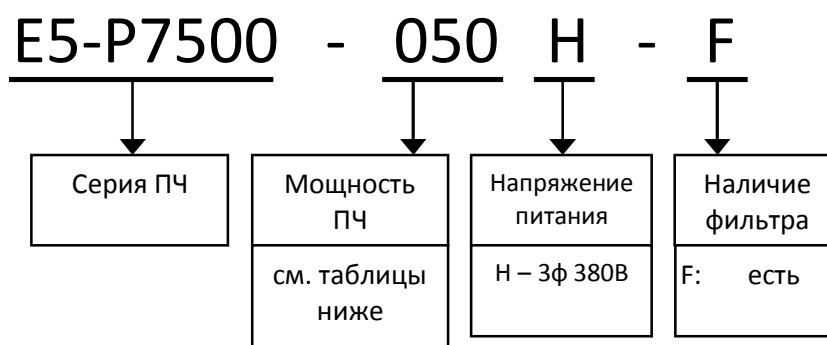 E5-P7500 - 050 H - F
Серия ПЧ
Мощность
ПЧ
см. таблицы
ниже
Напряжение
питания
Н – 3ф 380В
Наличие
фильтра
F: есть